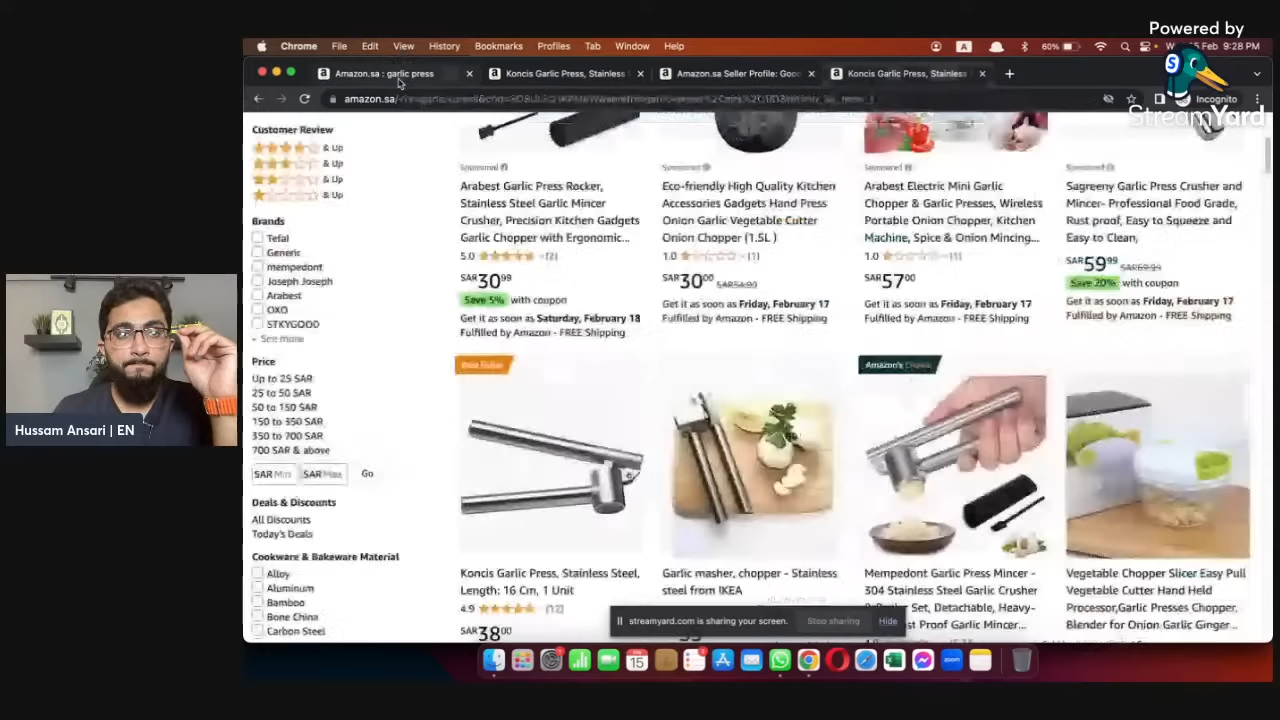 Powered by
StreamYard
Chrome File Edit View History Bookmarks Profiles Tab Window Help
60% 15 Feb 9:28 PM
Amazon.sa : garlic press
Koncis Garlic Press, Stainless
Amazon.sa Seller Profile: Goo
Koncis Garlic Press, Stainless
amazon.sa/
Incognito
Customer Review
& Up
& Up
& Up
& Up
Brands
Tefal
Generic
mempedont
Joseph Joseph
Arabest
OXO
STKYGOOD
See more
Price
Up to 25 SAR
25 to 50 SAR
50 to 150 SAR
150 to 350 SAR
350 to 700 SAR
700 SAR & above
SAR Min SAR Max Go
Deals & Discounts
All Discounts
Today's Deals
Cookware & Bakeware Material
Alloy
Aluminum
Bamboo
Bone China
Carbon Steel
Sponsored
Arabest Garlic Press Rocker,
Stainless Steel Garlic Mincer
Crusher, Precision Kitchen Gadgets
Garlic Chopper with Ergonomic...
5.0 (2)
SAR 30 99
Save 5% with coupon
Get it as soon as Saturday, February 18
Fulfilled by Amazon - FREE Shipping
Sponsored
Eco-friendly High Quality Kitchen
Accessories Gadgets Hand Press
Onion Garlic Vegetable Cutter
Onion Chopper (1.5L )
1.0 (1)
SAR 30 00
Get it as soon as Friday, February 17
Fulfilled by Amazon - FREE Shipping
Sponsored
Arabest Electric Mini Garlic
Chopper & Garlic Presses, Wireless
Portable Onion Chopper, Kitchen
Machine, Spice & Onion Mincing...
1.0 (1)
SAR 57 00
Get it as soon as Friday, February 17
Fulfilled by Amazon - FREE Shipping
Sponsored
Sagreeny Garlic Press Crusher and
Mincer- Professional Food Grade,
Rust proof, Easy to Squeeze and
Easy to Clean,
SAR 59 99 SAR69.99
Save 20% with coupon
Get it as soon as Friday, February 17
Fulfilled by Amazon - FREE Shipping
Best Seller
Koncis Garlic Press, Stainless Steel,
Length: 16 Cm, 1 Unit
4.9 (12)
SAR 38 00
Garlic masher, chopper - Stainless
steel from IKEA
Amazon's Choice
Mempedont Garlic Press Mincer -
304 Stainless Steel Garlic Crusher
Set, Detachable, Heavy-
Proof Garlic Mincer...
Vegetable Chopper Slicer Easy Pull
Vegetable Cutter Hand Held
Processor,Garlic Presses Chopper,
Blender for Onion Garlic Ginger...
streamyard.com is sharing your screen. Stop sharing Hide
15
zoom
Hussam Ansari | EN